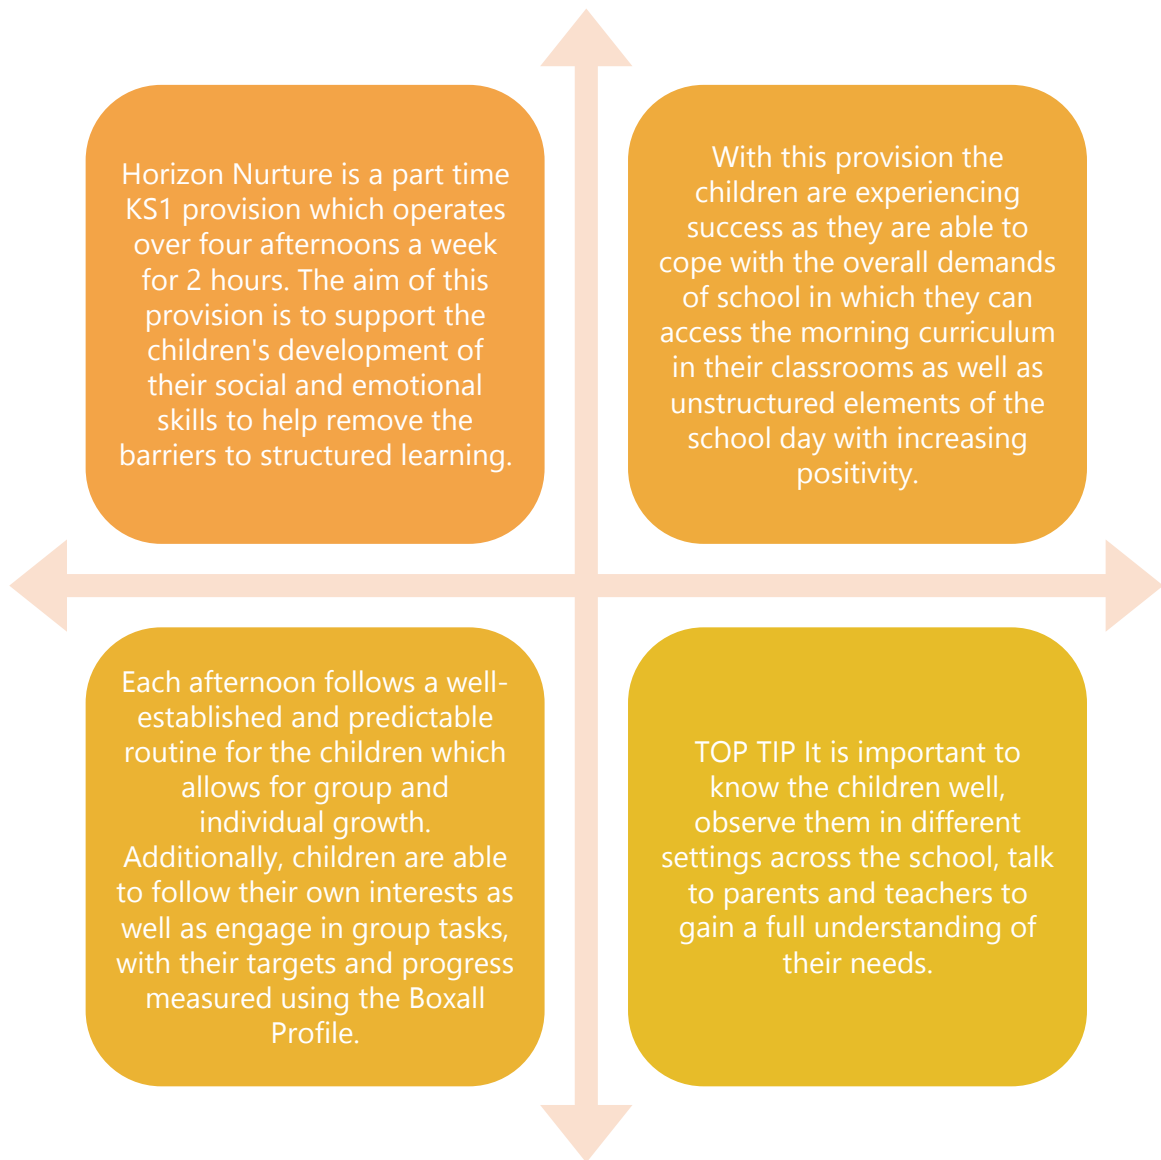 Horizon Nurture is a part time
KS1 provision which operates
over four afternoons a week
for 2 hours. The aim of this
provision is to support the
children's development of
their social and emotional
skills to help remove the
barriers to structured learning.
With this provision the
children are experiencing
success as they are able to
cope with the overall demands
of school in which they can
access the morning curriculum
in their classrooms as well as
unstructured elements of the
school day with increasing
positivity.
Each afternoon follows a well-
established and predictable
routine for the children which
allows for group and
individual growth.
Additionally, children are able
to follow their own interests as
well as engage in group tasks,
with their targets and progress
measured using the Boxall
Profile.
TOP TIP It is important to
know the children well,
observe them in different
settings across the school, talk
to parents and teachers to
gain a full understanding of
their needs.